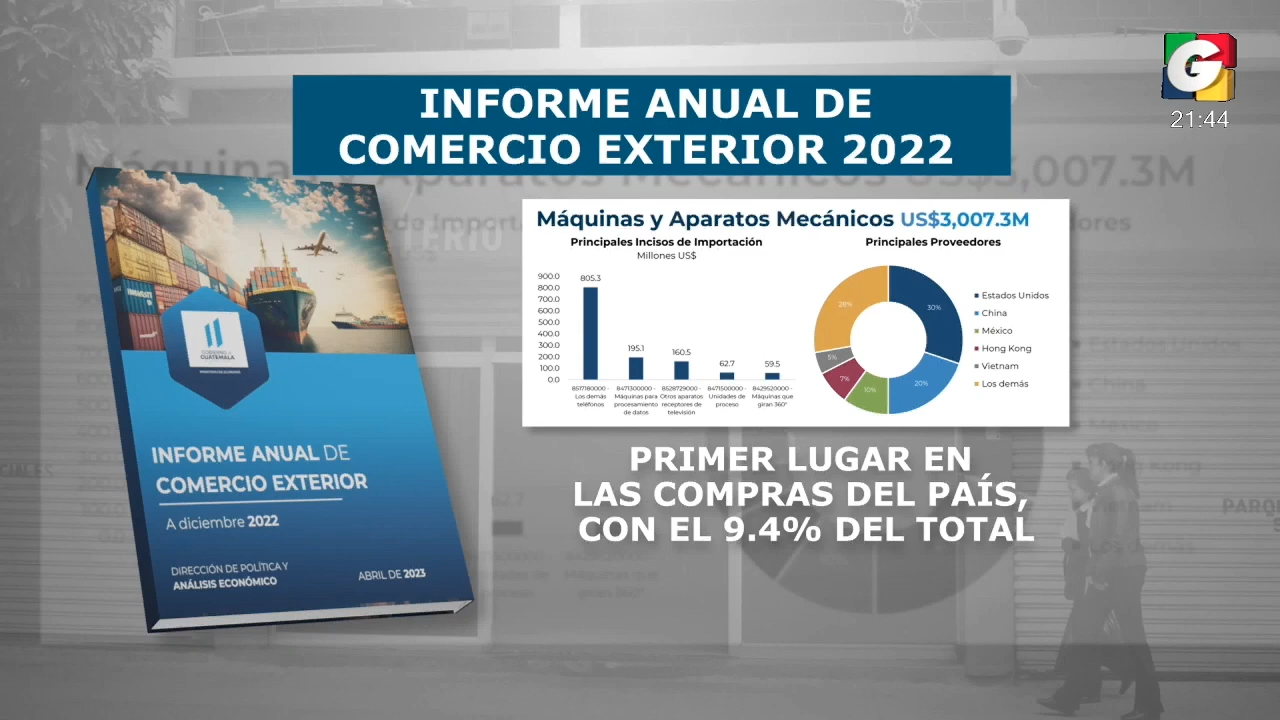 G
21:44
INFORME ANUAL DE
COMERCIO EXTERIOR 2022
GOBIERNO de
GUATEMALA
INFORME ANUAL DE
COMERCIO EXTERIOR
A diciembre 2022
DIRECCIÓN DE POLÍTICA Y
ANÁLISIS ECONÓMICO
ABRIL DE 2023
Máquinas y Aparatos Mecánicos US$3,007.3M
Principales Incisos de Importación
Millones US$
900.0
800.0
700.0
600.0
500.0
400.0
300.0
200.0
100.0
0.0
805.3
195.1
160.5
62.7
59.5
8517180000 -
Los demás
teléfonos
8471300000 -
Máquinas para
procesamiento
de datos
8528729000 -
Otros aparatos
receptores de
televisión
8471500000 -
Unidades de
proceso
8429520000 -
Máquinas que
giran 360°
Principales Proveedores
30%
20%
10%
7%
5%
28%
Estados Unidos
China
México
Hong Kong
Vietnam
Los demás
PRIMER LUGAR EN
LAS COMPRAS DEL PAÍS,
CON EL 9.4% DEL TOTAL